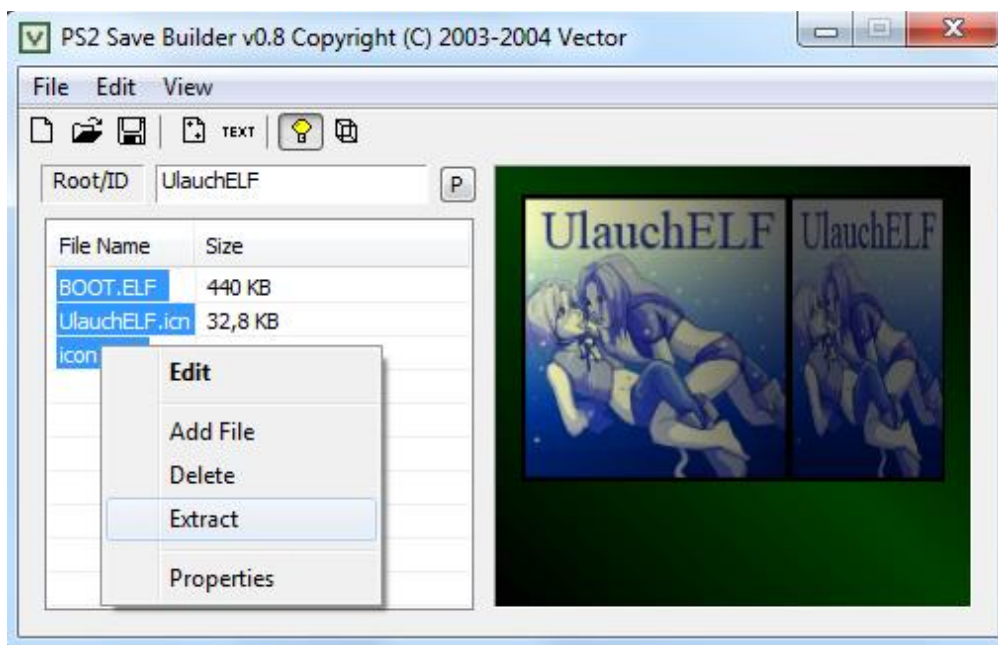 PS2 Save Builder v0.8 Copyright (C) 2003-2004 Vector
File Edit View
TEXT
Root/ID UlauchELF P
File Name Size
BOOT.ELF 440 KB
UlauchELF.icn 32,8 KB
icon
Edit
Add File
Delete
Extract
Properties
UlauchELF UlauchELF